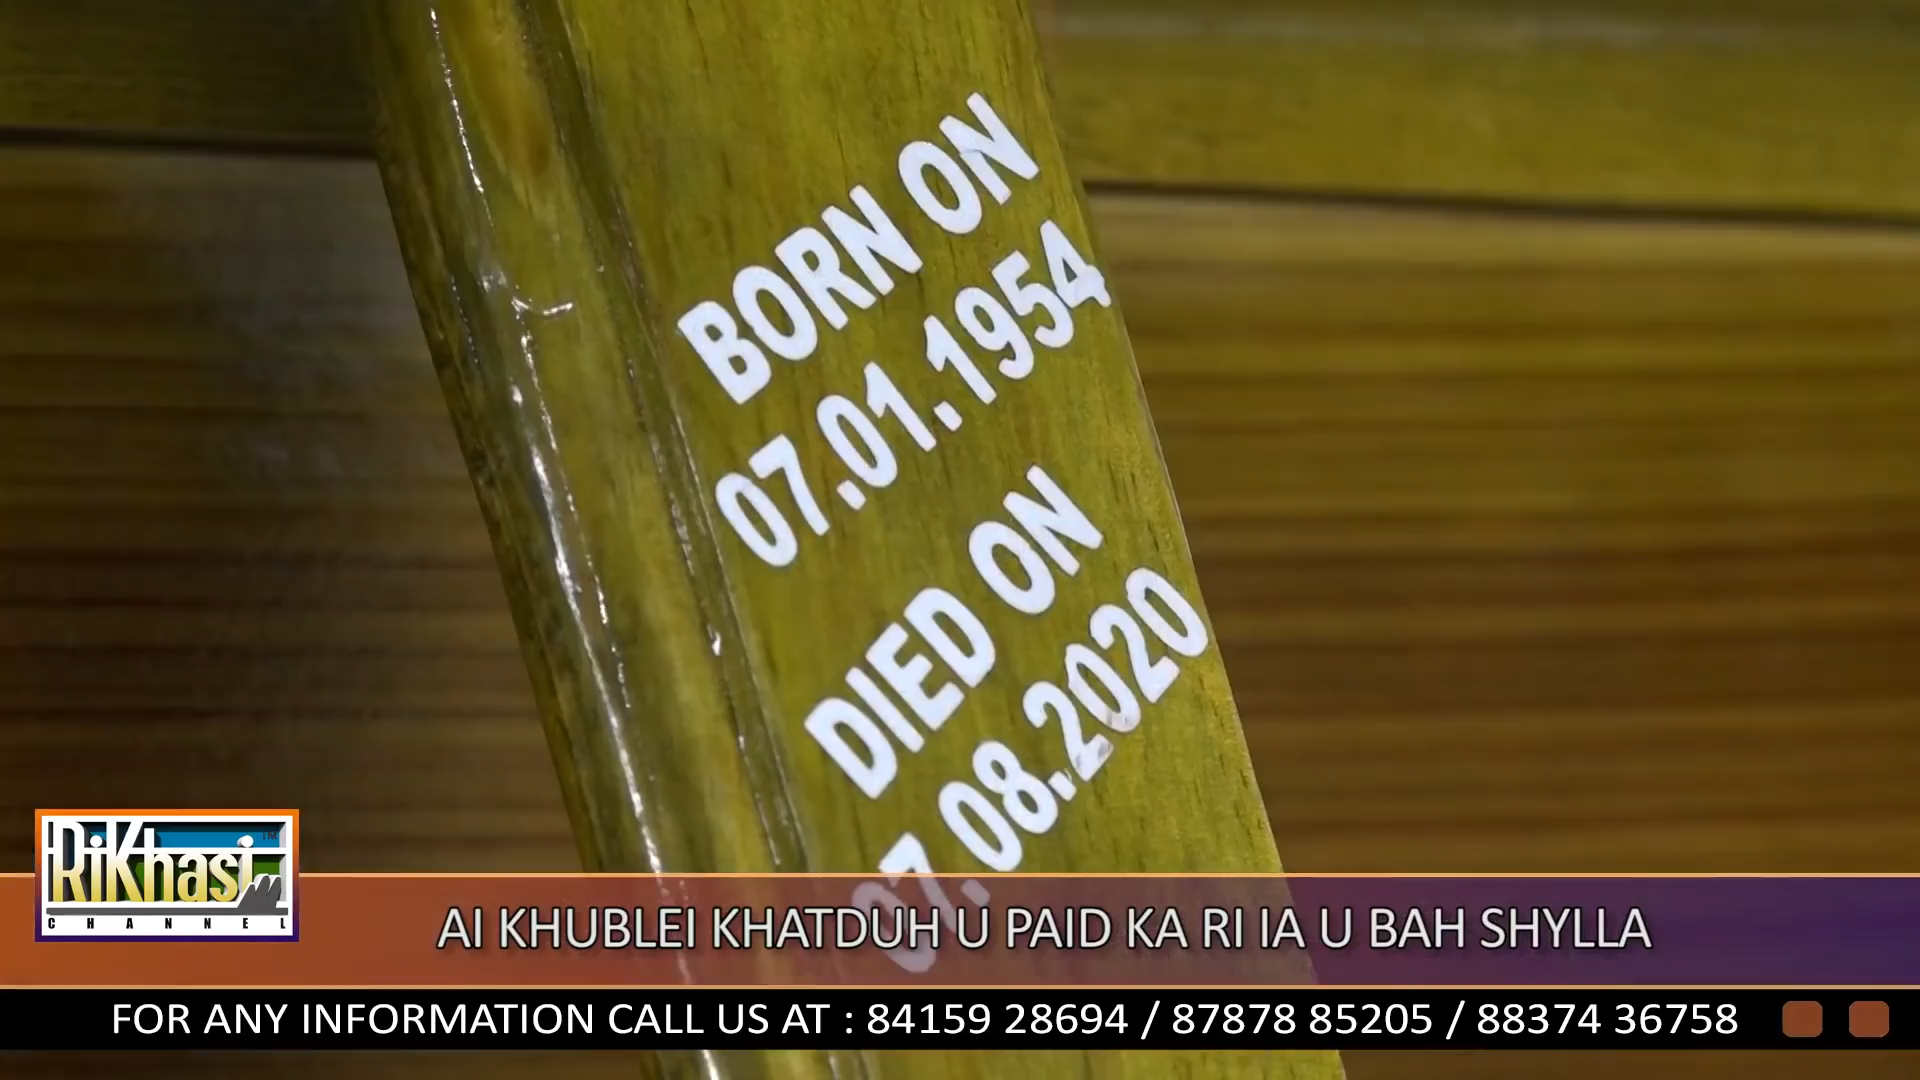 BORN ON
07.01.1954
DIED ON
07.08.2020
RiKhasi TM
CHANNEL
AI KHUBLEI KHATDUH U PAID KA RI IA U BAH SHYLLA
FOR ANY INFORMATION CALL US AT : 84159 28694 / 87878 85205 / 88374 36758